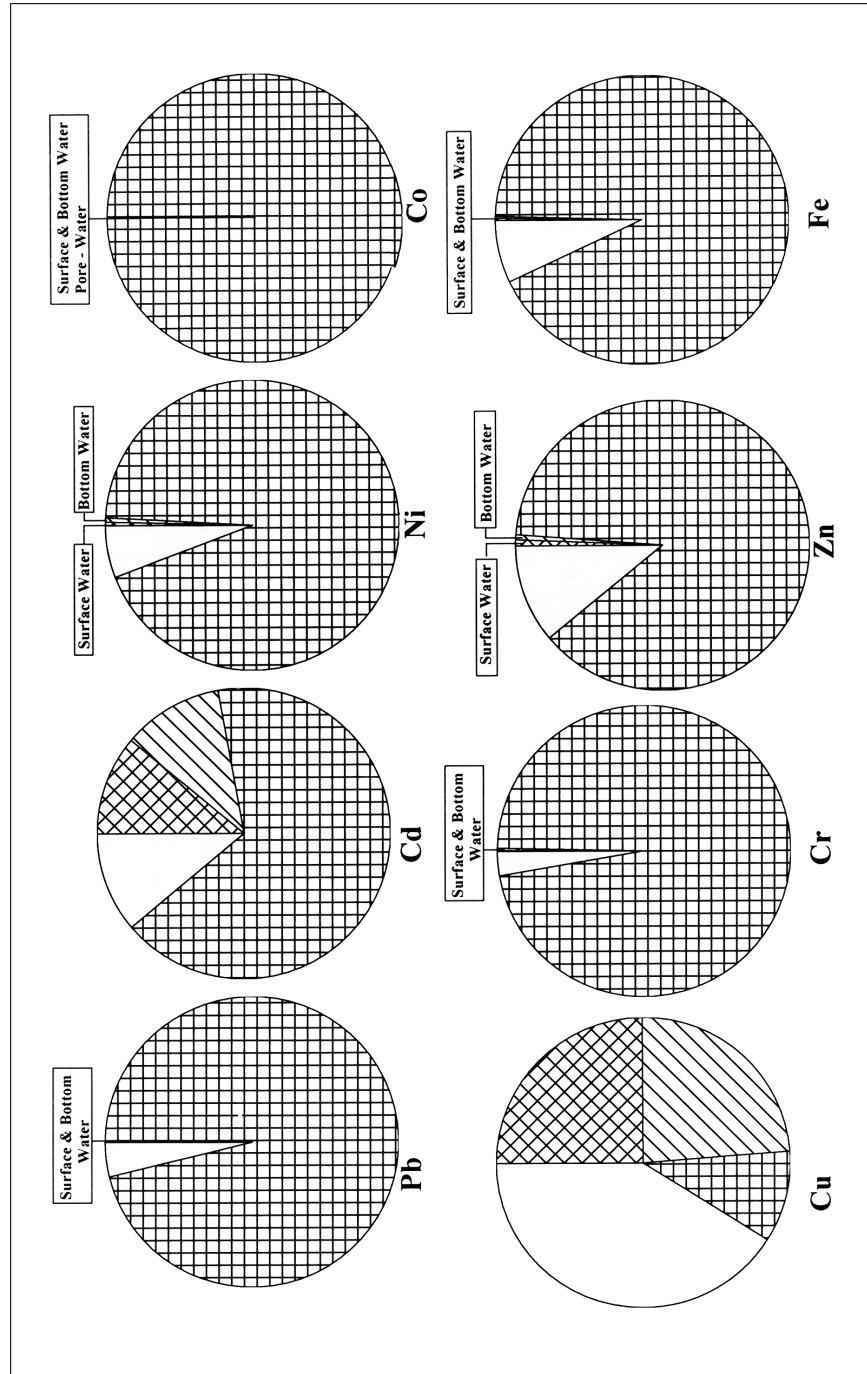 Surface & Bottom
Water
Pb
Cd
Surface Water
Bottom Water
Ni
Surface & Bottom Water
Pore - Water
Co
Cu
Surface & Bottom
Water
Cr
Surface Water
Bottom Water
Zn
Surface & Bottom Water
Fe